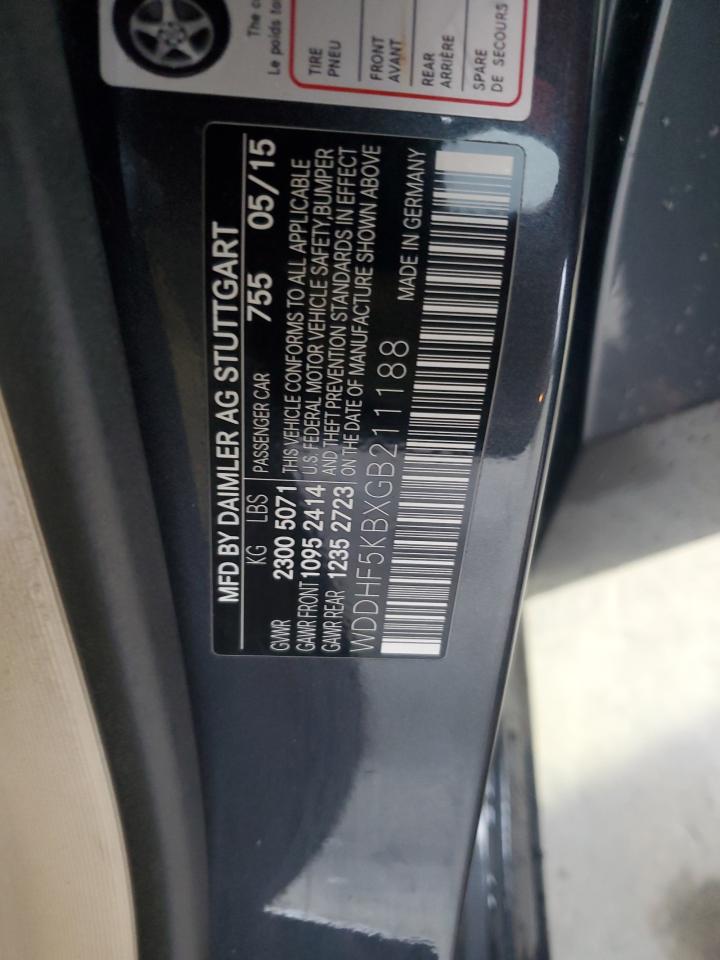 The
Le poids
TIRE
PNEU
FRONT
AVANT
REAR
ARRIÈRE
SPARE
DE SECOURS
MFD BY DAIMLER AG STUTTGART
KG LBS PASSENGER CAR 755 05/15
GVWR 2300 5071 THIS VEHICLE CONFORMS TO ALL APPLICABLE
GAWR FRONT 1095 2414 U.S. FEDERAL MOTOR VEHICLE SAFETY, BUMPER
GAWR REAR 1235 2723 AND THEFT PREVENTION STANDARDS IN EFFECT
ON THE DATE OF MANUFACTURE SHOWN ABOVE
WDDHF5KBXGB211188 MADE IN GERMANY